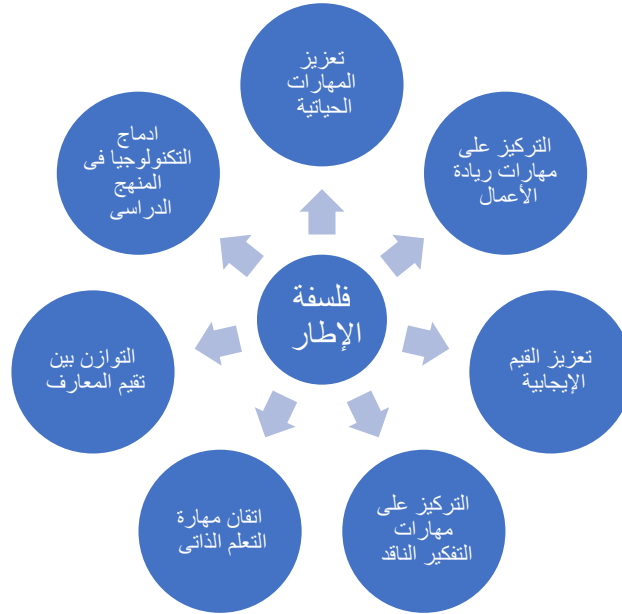 فلسفة
الإطار
تعزيز
المهارات
الحياتية
التركيز على
مهارات ريادة
الأعمال
تعزيز القيم
الإيجابية
التركيز على
مهارات
التفكير الناقد
اتقان مهارة
التعلم الذاتى
التوازن بين
تقيم المعارف
ادماج
التكنولوجيا فى
المنهج
الدراسى